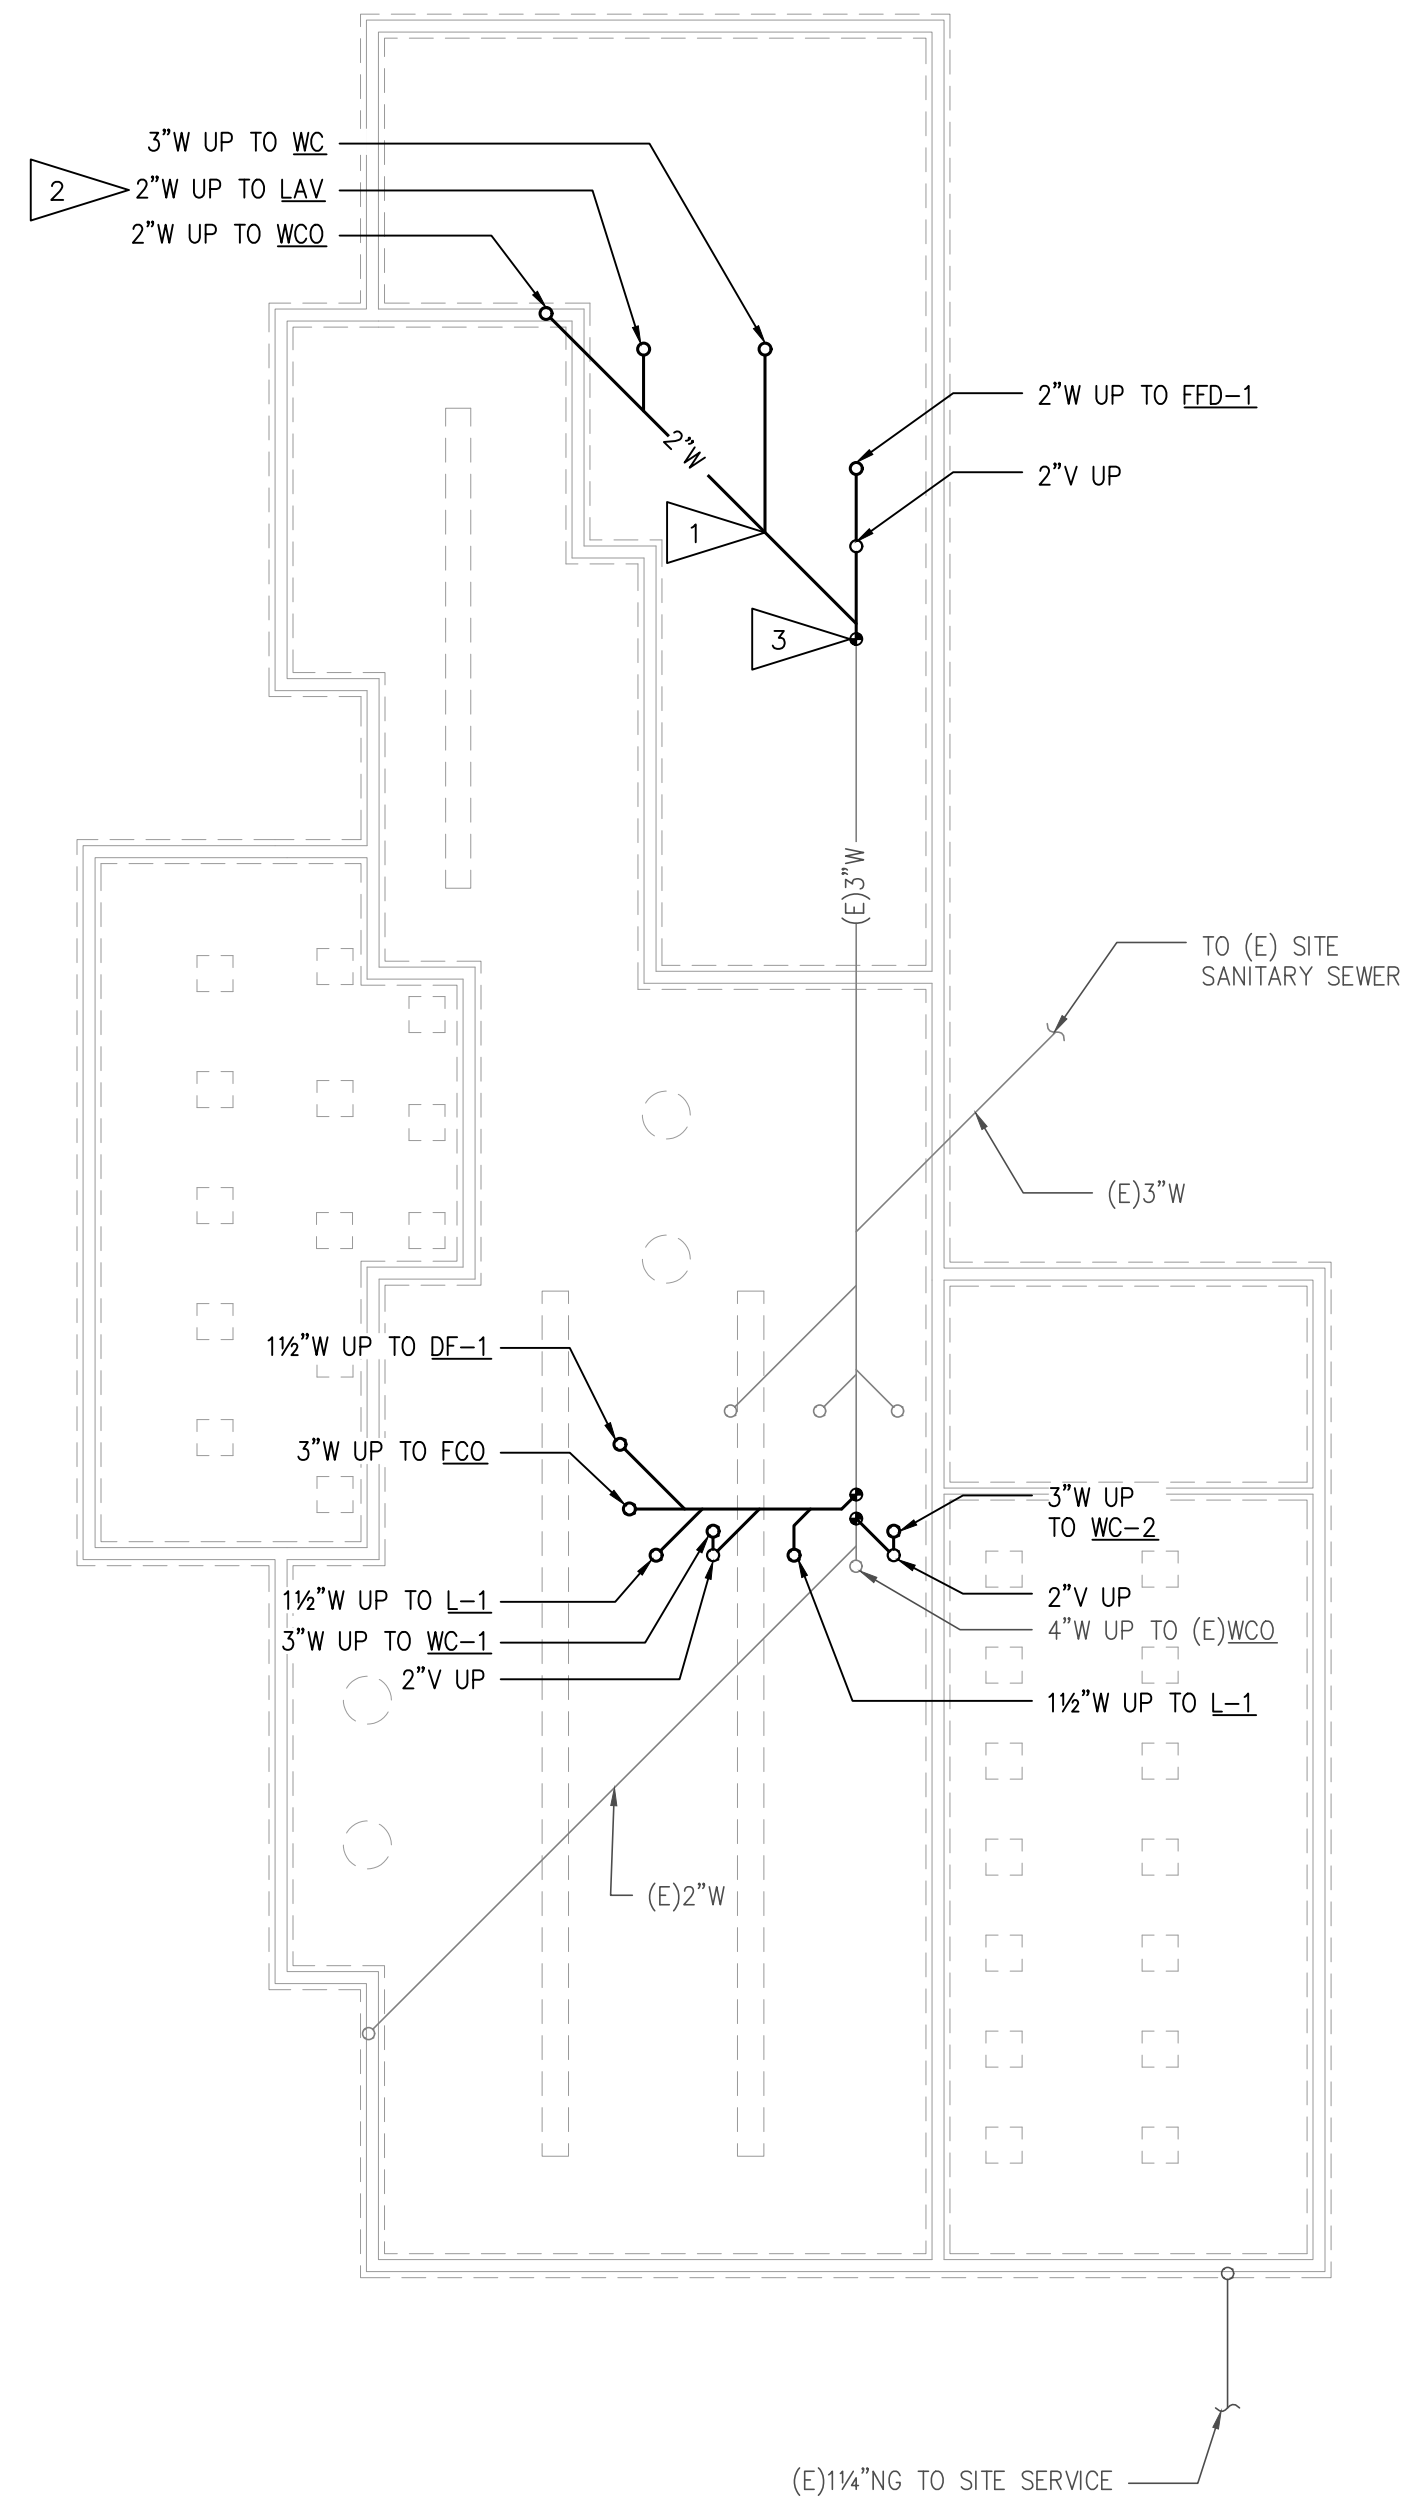 3"W UP TO WC
2
2"W UP TO LAV
2"W UP TO WCO
2"W UP TO FFD-1
2"W
2"V UP
1
3
(E)3"W
TO (E) SITE
SANITARY SEWER
(E)3"W
1½"W UP TO DF-1
3"W UP TO FCO
3"W UP
TO WC-2
1½"W UP TO L-1
2"V UP
3"W UP TO WC-1
4"W UP TO (E)WCO
2"V UP
1½"W UP TO L-1
(E)2"W
(E)1¼"NG TO SITE SERVICE